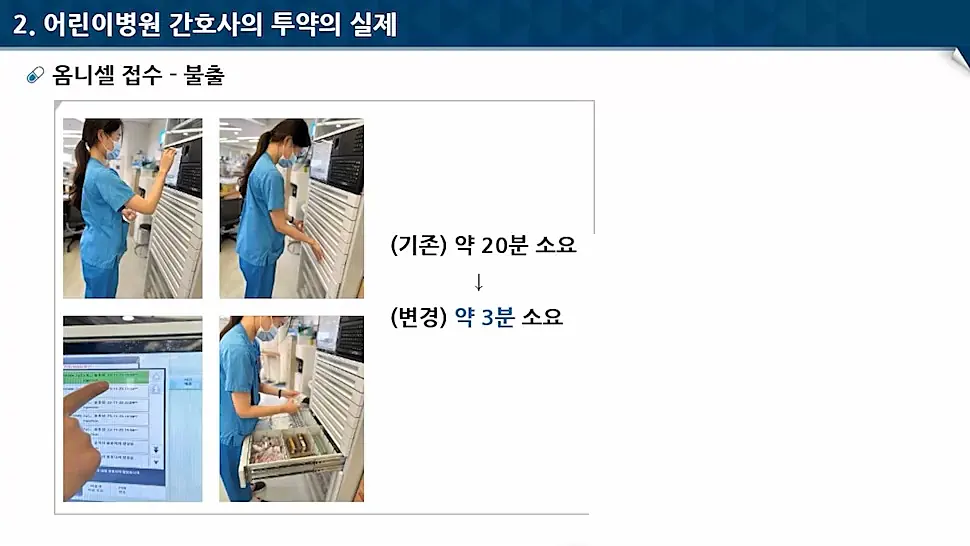 2. 어린이병원 간호사의 투약의 실제
옴니셀 접수 - 불출
(기존) 약 20분 소요
↓
(변경) 약 3분 소요